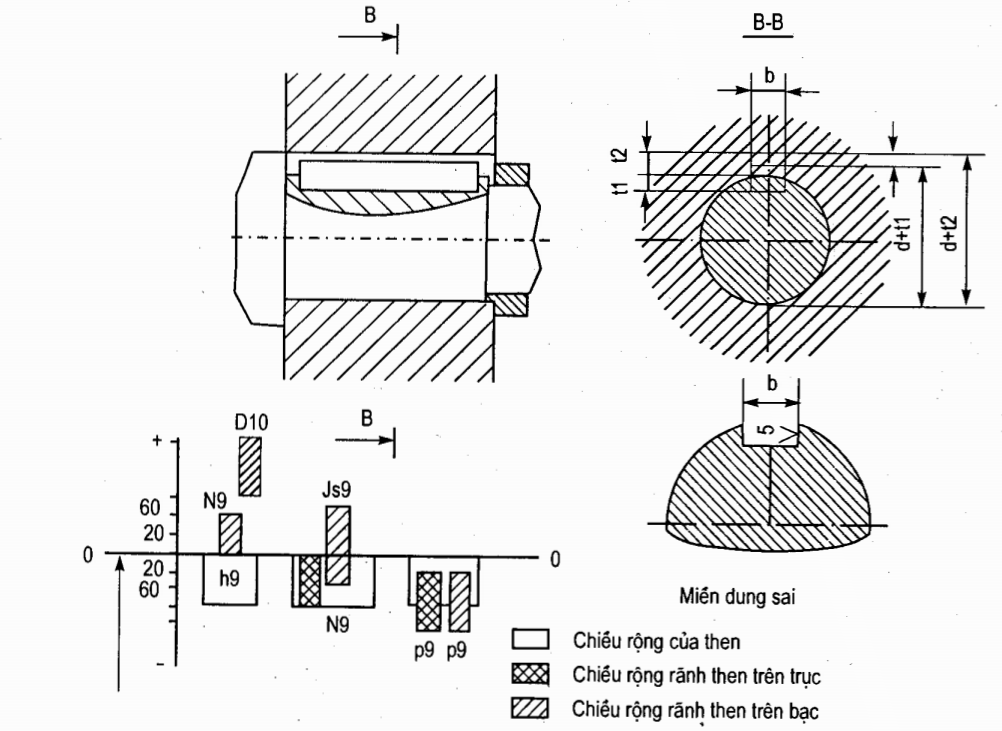 B
B-B
b
t2
t1
d+t1
d+t2
b
5
B
D10
+
60
N9
20
Js9
0
0
20
60
h9
N9
p9 p9
–
Miền dung sai
Chiều rộng của then
Chiều rộng rãnh then trên trục
Chiều rộng rãnh then trên bạc